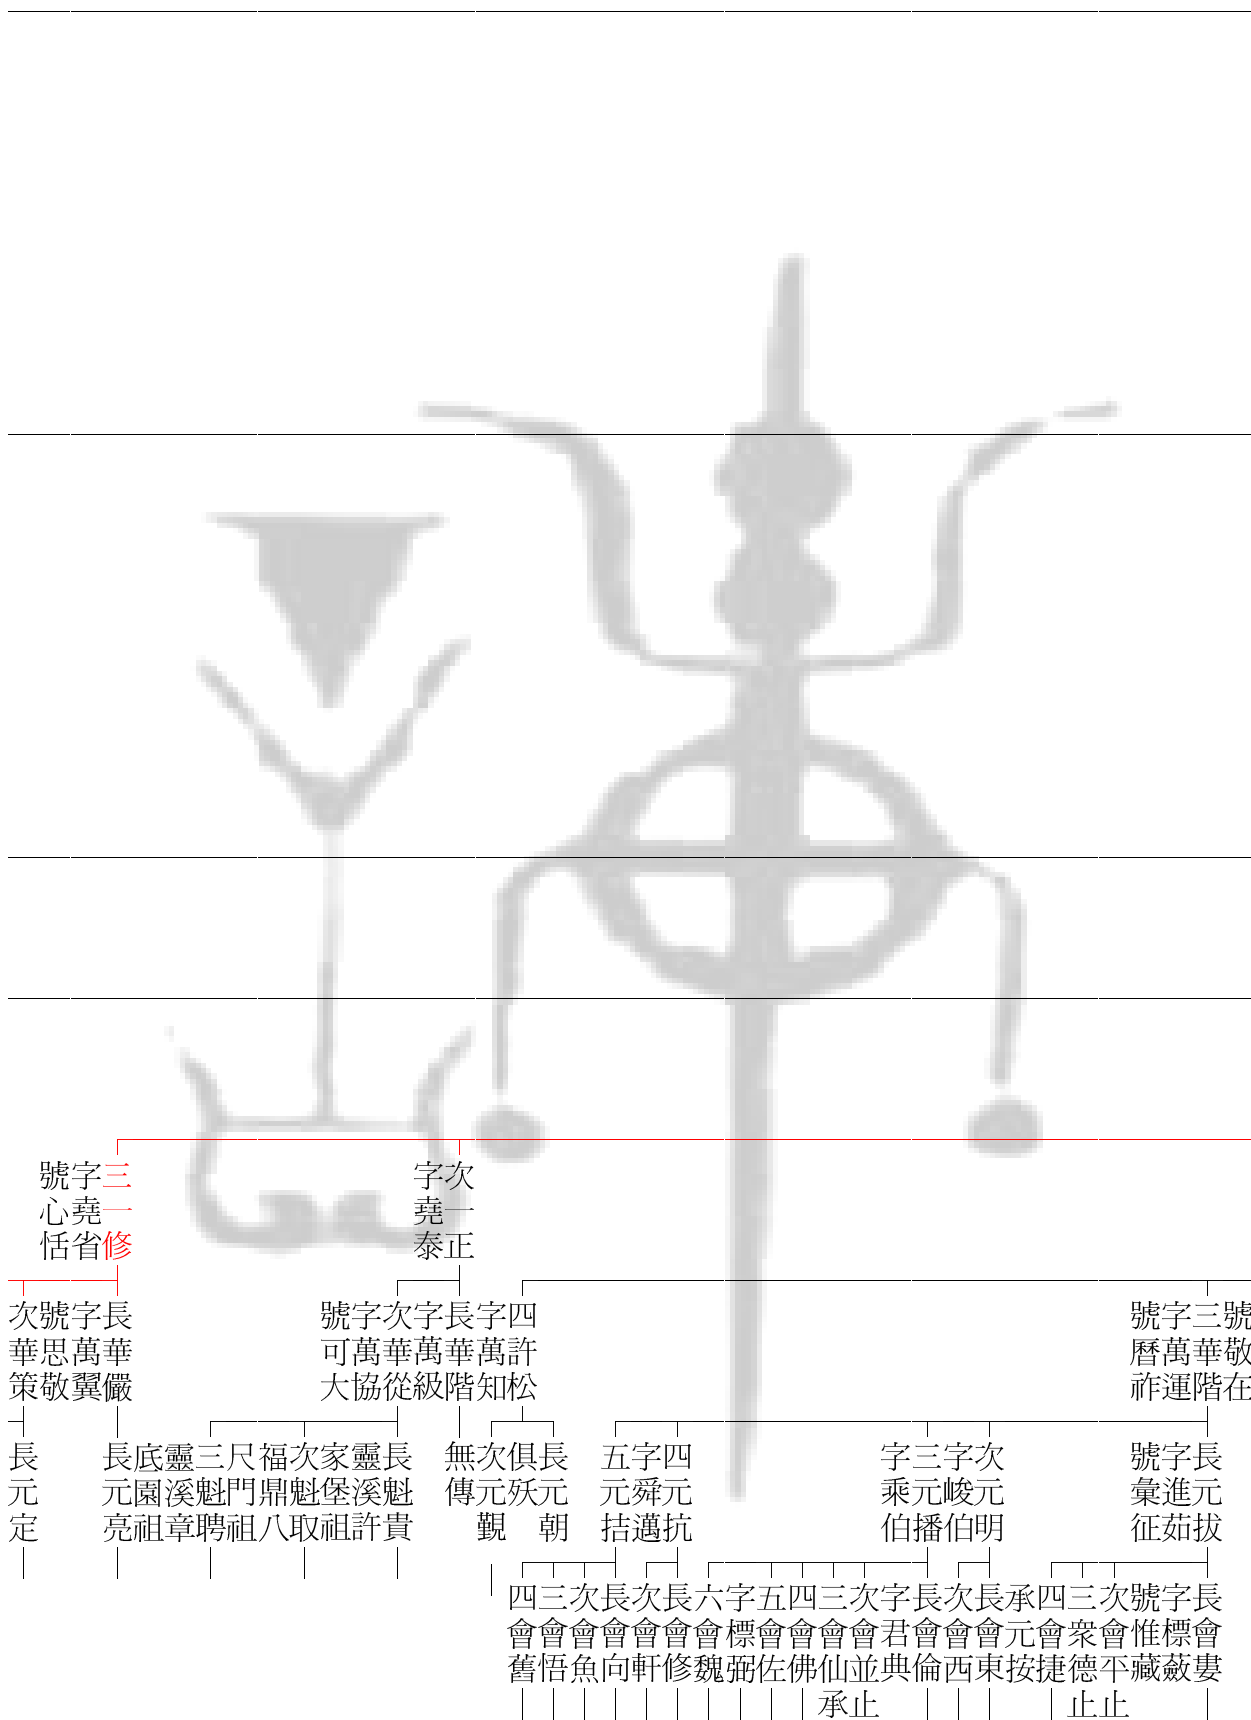 次一正
字堯泰
三一修
字堯省
號心恬
號敬在
三華階
字萬運
號曆祚
四許松
字萬知
長華階
字萬級
次華從
字萬協
號可大
長華儼
字萬翼
號思敬
次華策
長元拔
字進茹
號彙征
次元明
字峻伯
三元播
字乘伯
四元抗
字舜邁
五元拮
長元朝
俱殀
次元覲
無傳
長魁貴
靈溪許
家堡祖
次魁取
福鼎八
尺門祖
三魁聘
靈溪章
底園祖
長元亮
長元定
長會婁
字標蔽
號惟藏
次會平止
三衆德止
四會捷
承元按
長會東
次會西
長會倫
字君典
次會並止
三會仙承
四會佛
五會佐
字標弼
六會魏
長會修
次會軒
長會向
次會魚
三會悟
四會舊